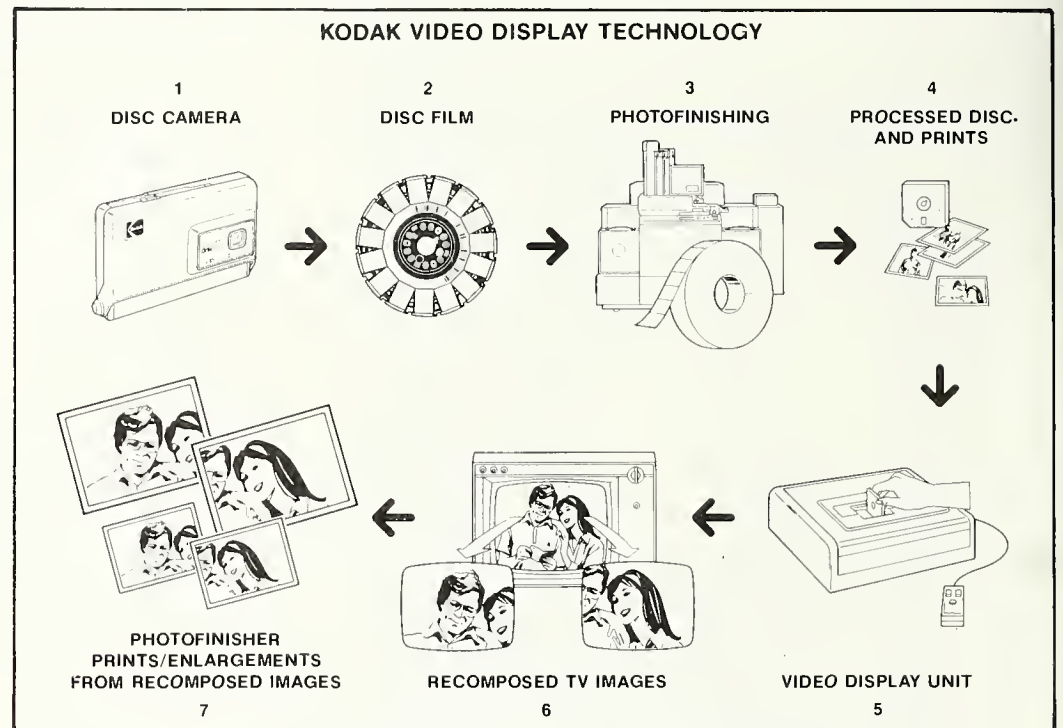 KODAK VIDEO DISPLAY TECHNOLOGY
1
DISC CAMERA
2
DISC FILM
3
PHOTOFINISHING
4
PROCESSED DISC.
AND PRINTS
VIDEO DISPLAY UNIT
5
RECOMPOSED TV IMAGES
6
PHOTOFINISHER
PRINTS/ENLARGEMENTS
FROM RECOMPOSED IMAGES
7